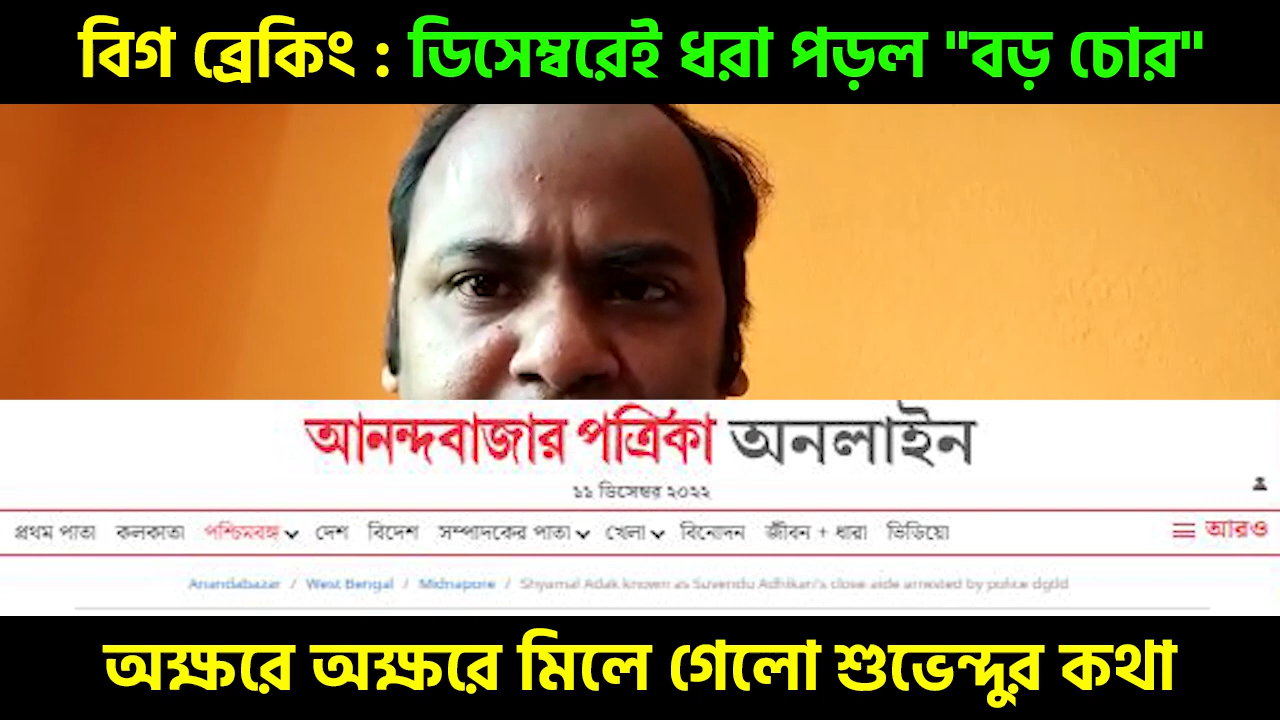 বিগ ব্রেকিং : ডিসেম্বরেই ধরা পড়ল "বড় চোর"
আনন্দবাজার পত্রিকা অনলাইন
১১ ডিসেম্বর ২০২২
প্রথম পাতা কলকাতা পশ্চিমবঙ্গ দেশ বিদেশ সম্পাদকের পাতা খেলা বিনোদন জীবন + ধারা ভিডিয়ো আরও
Anandabazar / West Bengal / Midnapore / Shyamal Adak known as Suvendu Adhikari's close aide arrested by police dgtld
অক্ষরে অক্ষরে মিলে গেলো শুভেন্দুর কথা